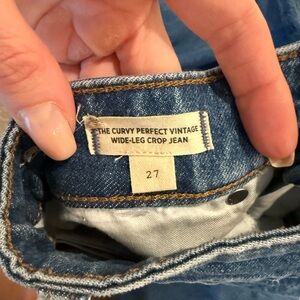 THE CURVY PERFECT VINTAGE
WIDE-LEG CROP JEAN
27